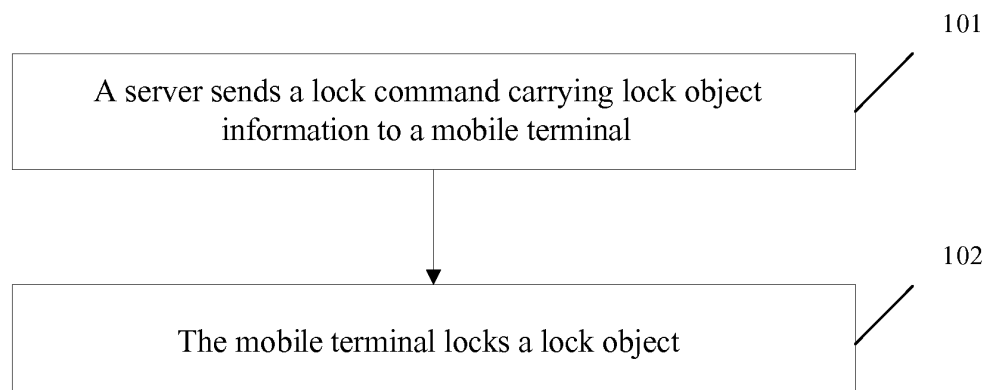 101
A server sends a lock command carrying lock object
information to a mobile terminal
102
The mobile terminal locks a lock object